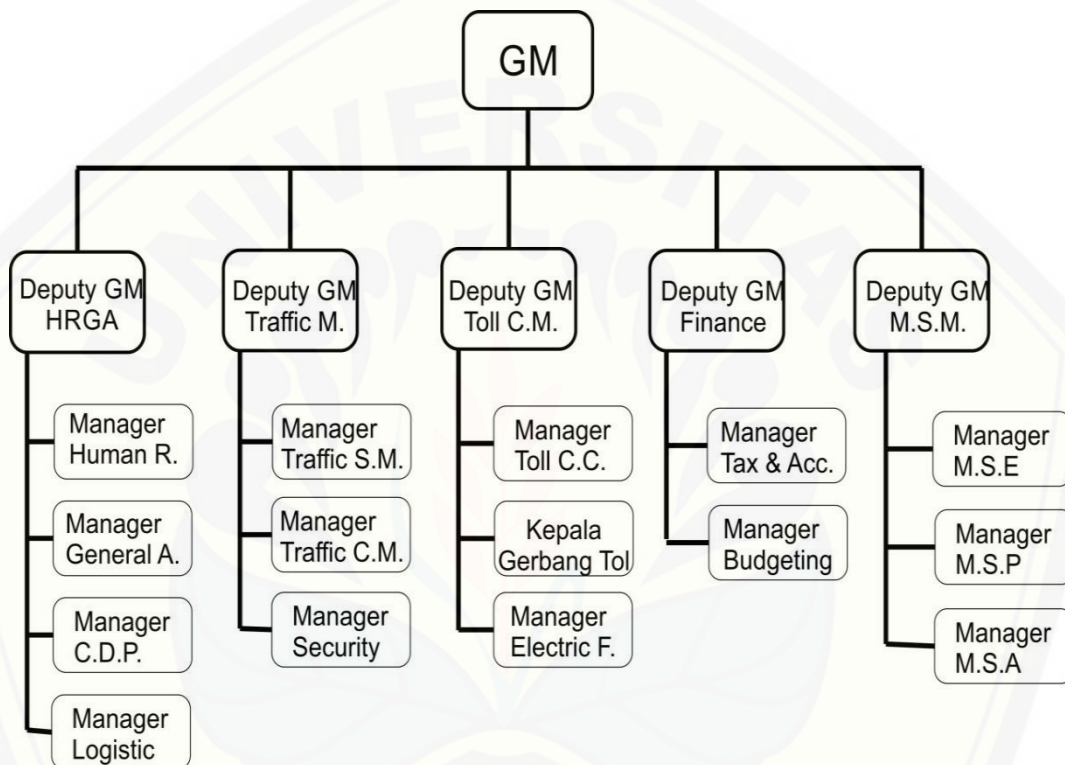 GM
UNIVERSITAS
Deputy GM
HRGA
Deputy GM
Traffic M.
Deputy GM
Toll C.M.
Deputy GM
Finance
Deputy GM
M.S.M.
Manager
Human R.
Manager
General A.
Manager
C.D.P.
Manager
Logistic
Manager
Traffic S.M.
Manager
Traffic C.M.
Manager
Security
Manager
Toll C.C.
Kepala
Gerbang Tol
Manager
Electric F.
Manager
Tax & Acc.
Manager
Budgeting
Manager
M.S.E
Manager
M.S.P
Manager
M.S.A